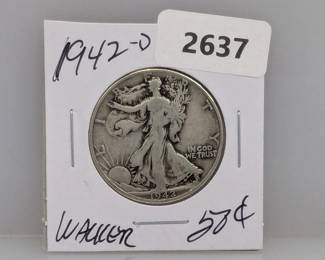 1942-D
2637
LIBERTY
IN GOD
WE TRUST
1942
WALKER
50¢